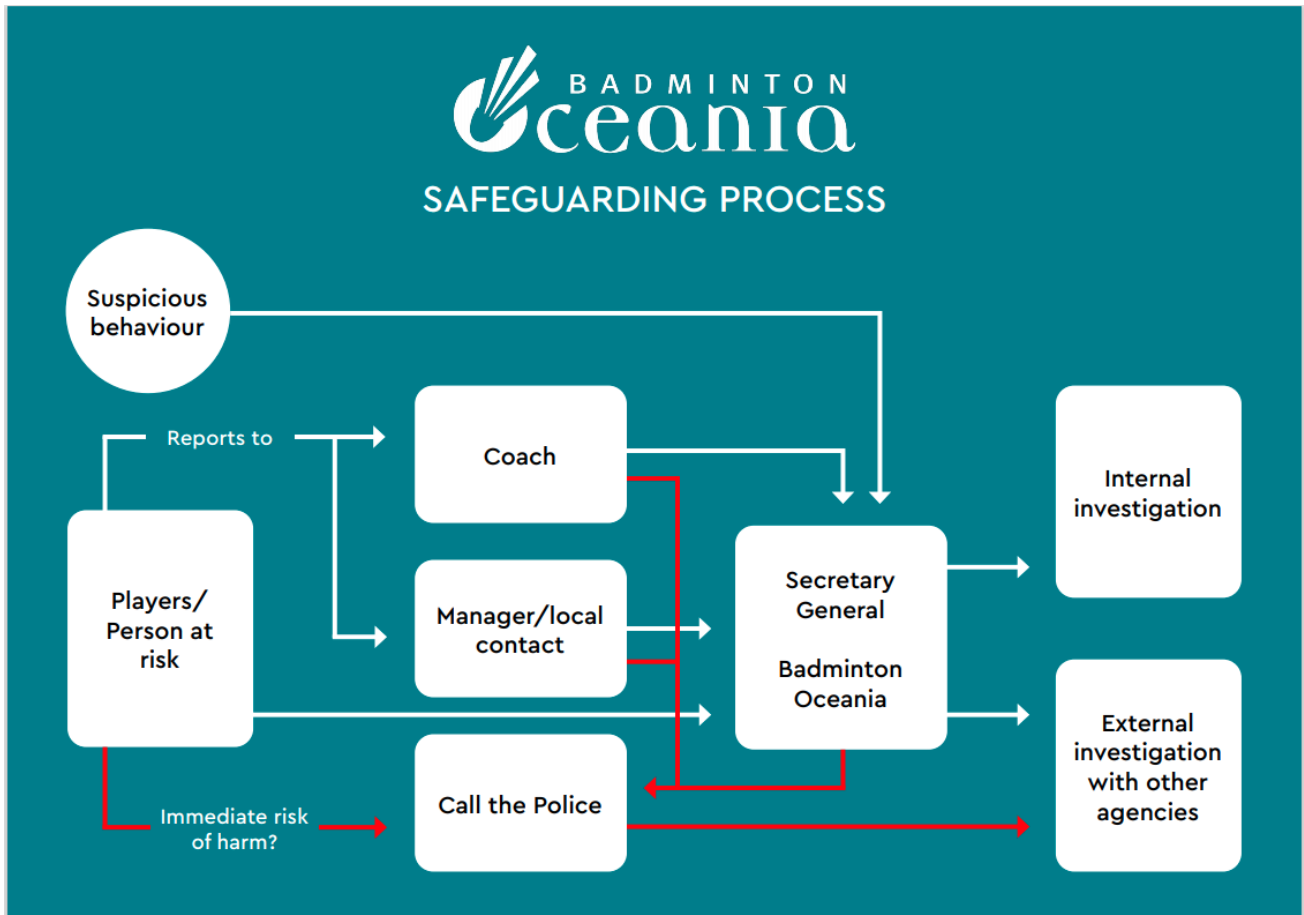 BADMINTON
Oceania
SAFEGUARDING PROCESS
Suspicious
behaviour
Reports to
Coach
Internal
investigation
Players/
Person at
risk
Manager/local
contact
Secretary
General
Badminton
Oceania
External
investigation
with other
agencies
Call the Police
Immediate risk
of harm?